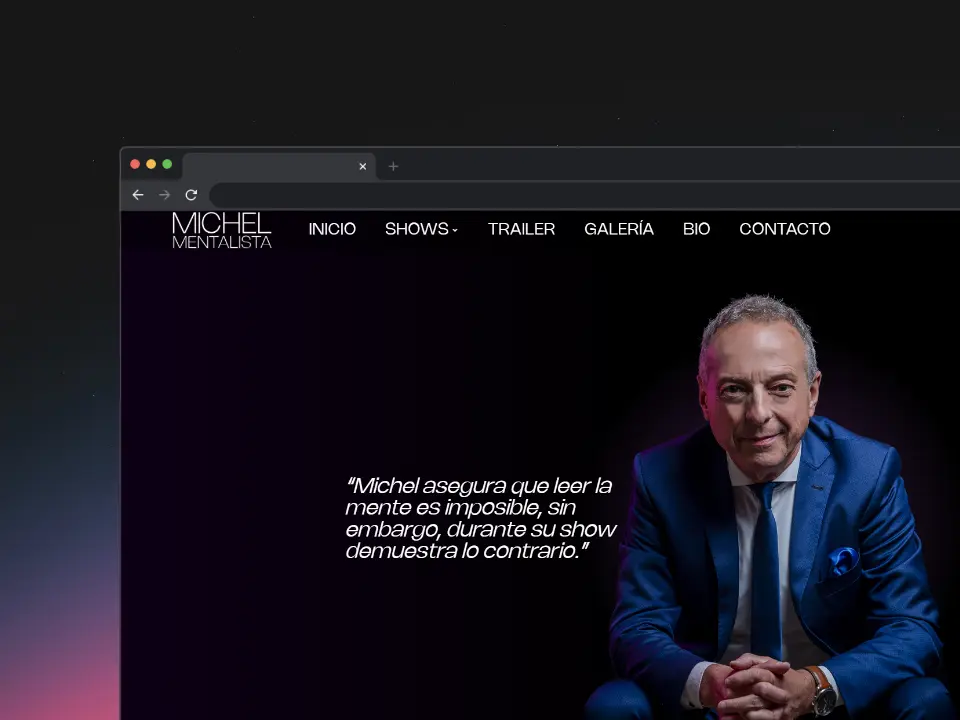 MICHEL
MENTALISTA
INICIO
SHOWS
TRAILER
GALERÍA
BIO
CONTACTO
“Michel asegura que leer la
mente es imposible, sin
embargo, durante su show
demuestra lo contrario.”